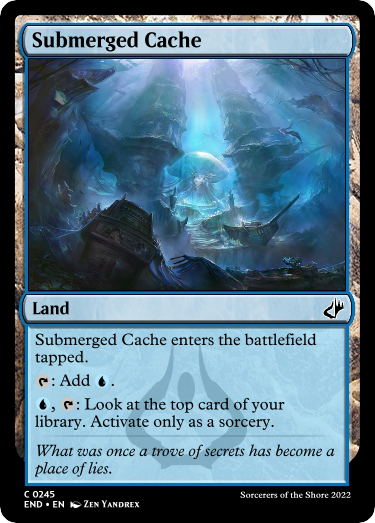 Submerged Cache
Land
Submerged Cache enters the battlefield
tapped.
: Add .
, : Look at the top card of your
library. Activate only as a sorcery.
What was once a trove of secrets has become a
place of lies.
C 0245
END • EN Zen Yandrex
Sorcerers of the Shore 2022